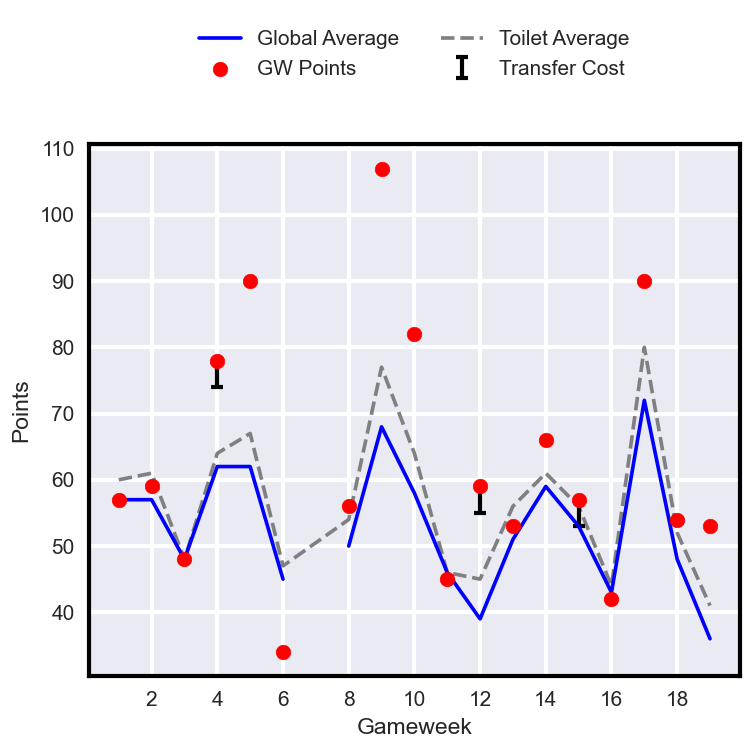 Global Average
Toilet Average
GW Points
Transfer Cost
110
100
90
80
70
60
50
40
Points
2 4 6 8 10 12 14 16 18
Gameweek